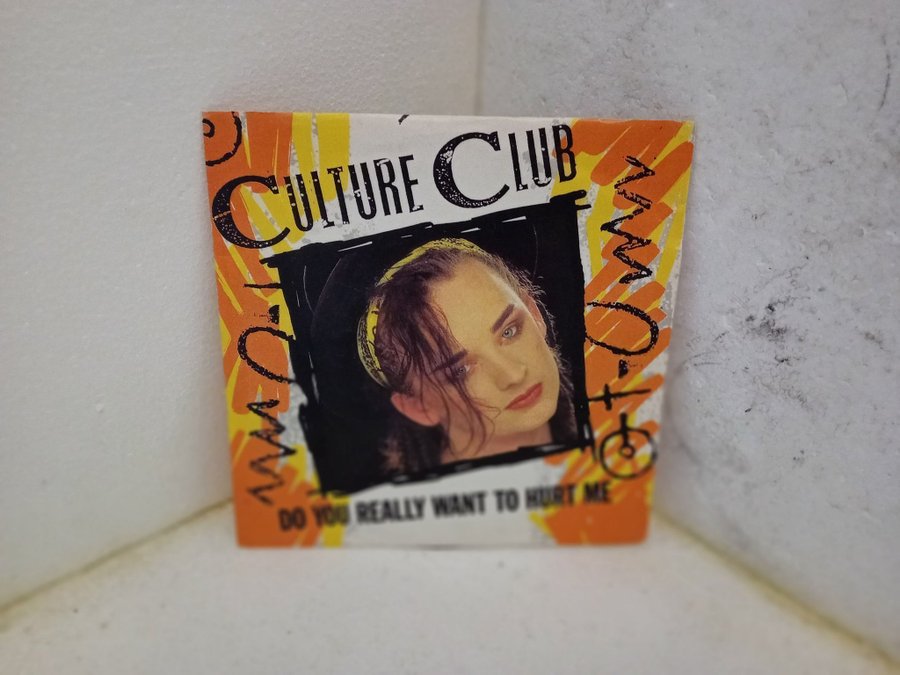 CULTURE CLUB
DO YOU REALLY WANT TO HURT ME